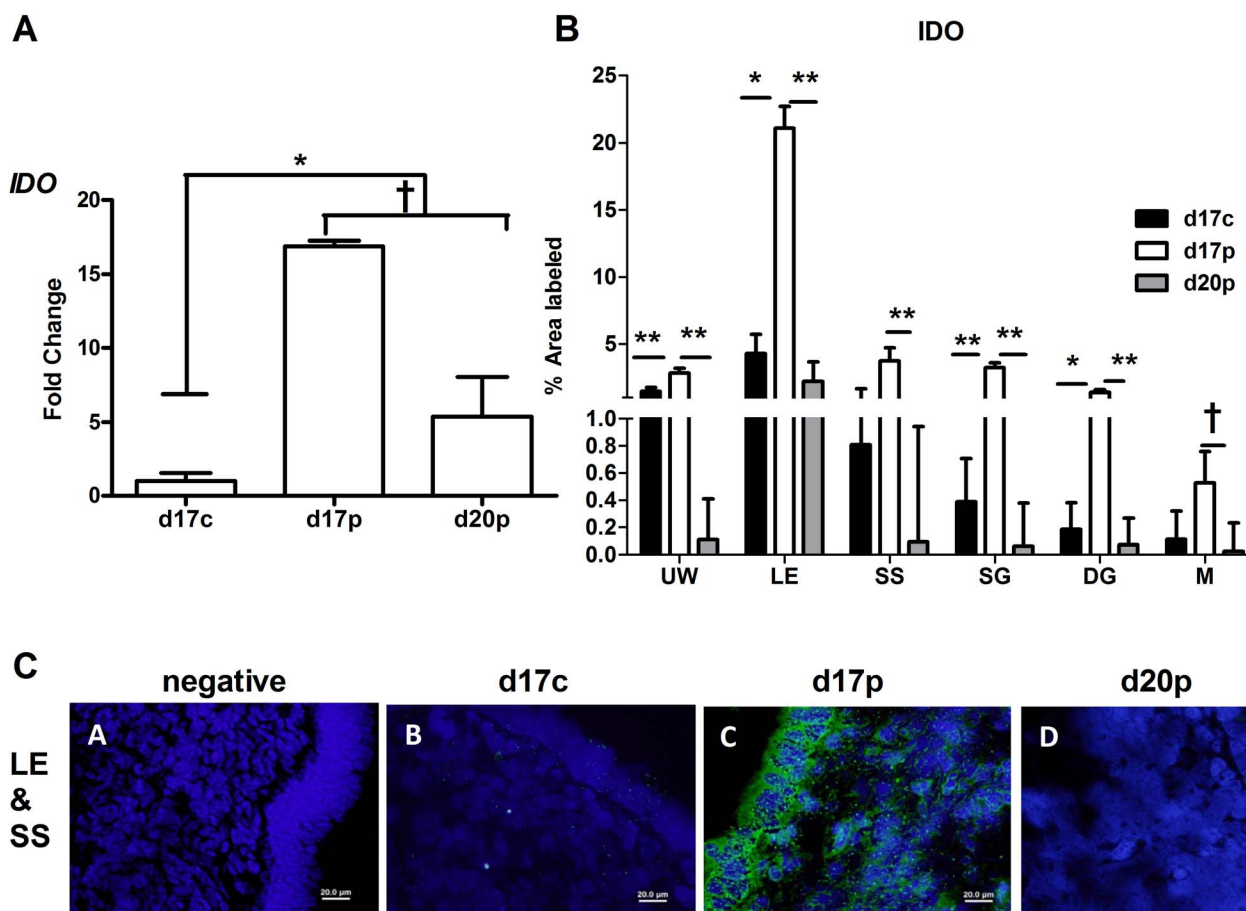 A
IDO
*
†
Fold Change
20
15
10
5
0
d17c
d17p
d20p
B
IDO
% Area labeled
25
20
15
10
5
1.0
0.8
0.6
0.4
0.2
0.0
* **
** **
**
** **
* **
†
d17c
d17p
d20p
UW
LE
SS
SG
DG
M
C
negative
d17c
d17p
d20p
LE
&
SS
A
20.0 µm
B
20.0 µm
C
20.0 µm
D